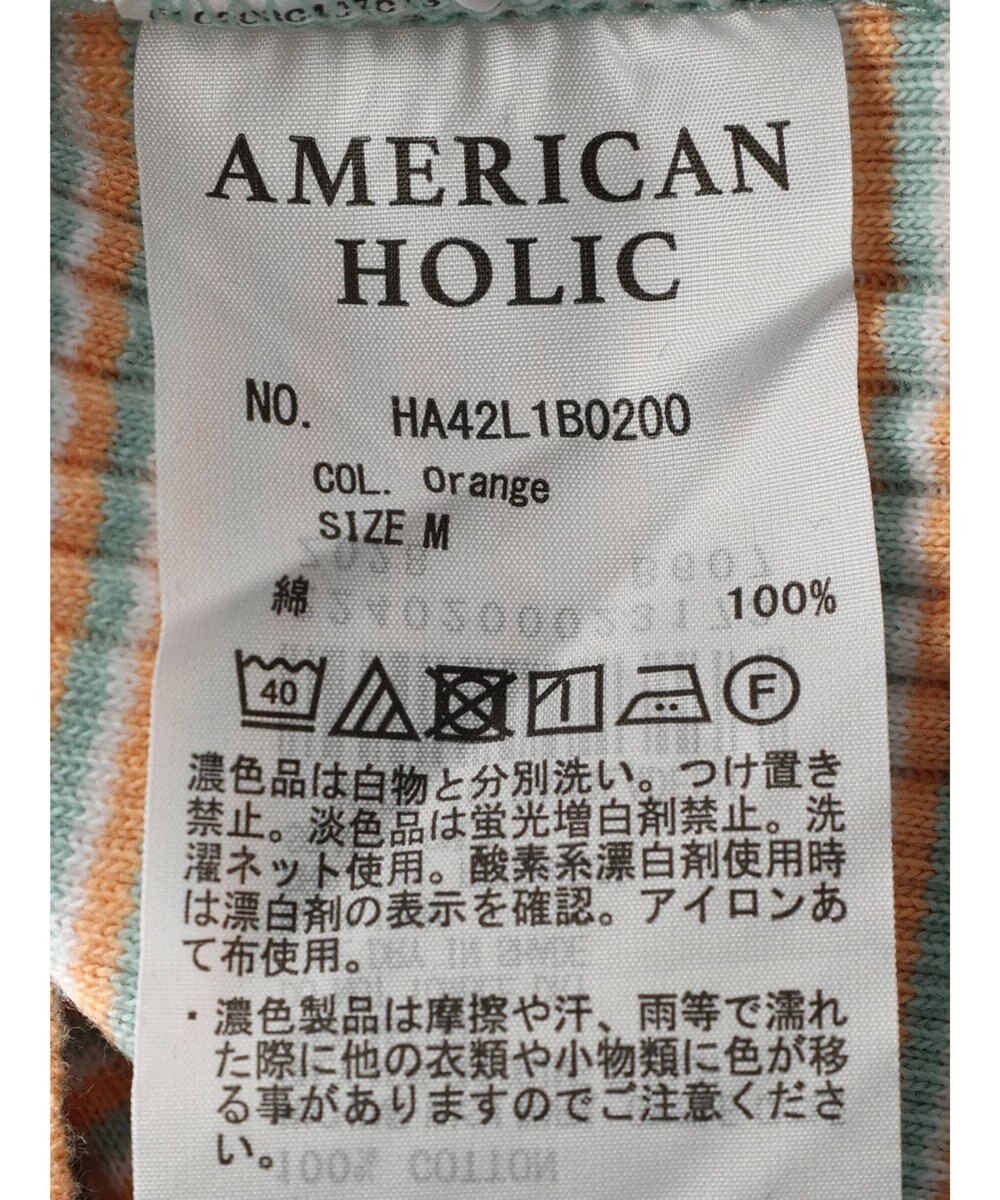 AMERICAN
HOLIC
NO. HA42L1B0200
COL. Orange
SIZE M
綿 100%
40
F
濃色品は白物と分別洗い。つけ置き
禁止。淡色品は蛍光増白剤禁止。洗
濯ネット使用。酸素系漂白剤使用時
は漂白剤の表示を確認。アイロンあ
て布使用。
・濃色製品は摩擦や汗、雨等で濡れ
た際に他の衣類や小物類に色が移
る事がありますのでご注意くださ
い。
100% COTTON